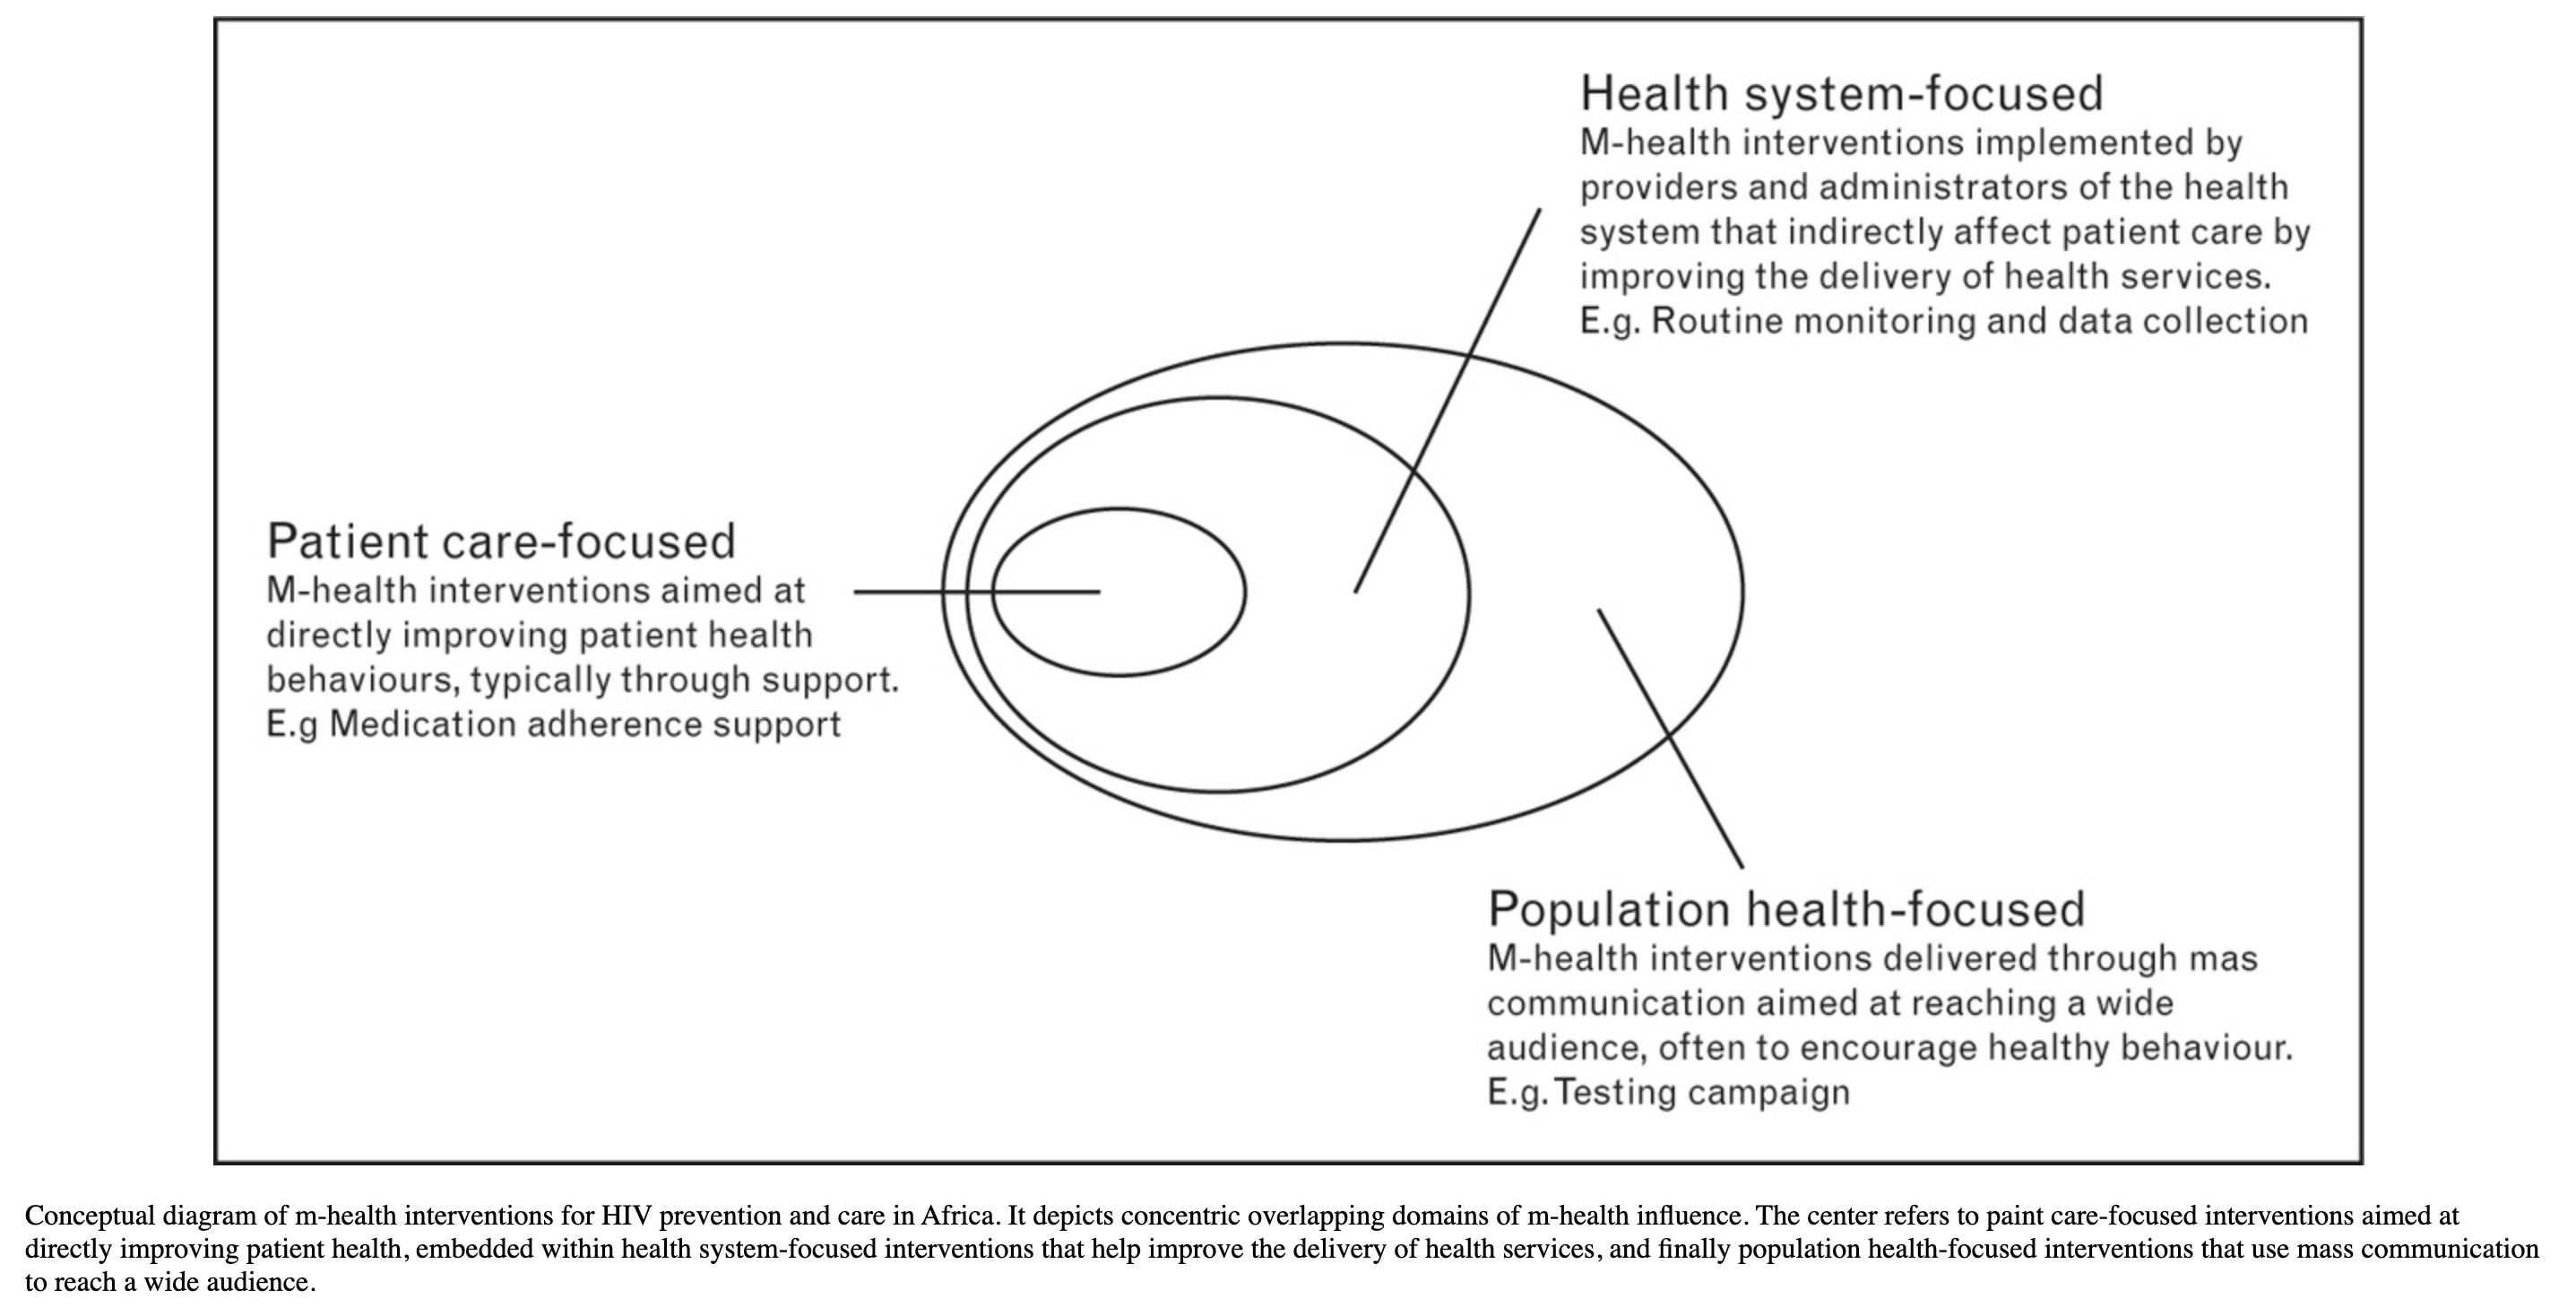 Health system-focused
M-health interventions implemented by
providers and administrators of the health
system that indirectly affect patient care by
improving the delivery of health services.
E.g. Routine monitoring and data collection
Patient care-focused
M-health interventions aimed at
directly improving patient health
behaviours, typically through support.
E.g Medication adherence support
Population health-focused
M-health interventions delivered through mas
communication aimed at reaching a wide
audience, often to encourage healthy behaviour.
E.g. Testing campaign
Conceptual diagram of m-health interventions for HIV prevention and care in Africa. It depicts concentric overlapping domains of m-health influence. The center refers to paint care-focused interventions aimed at
directly improving patient health, embedded within health system-focused interventions that help improve the delivery of health services, and finally population health-focused interventions that use mass communication
to reach a wide audience.